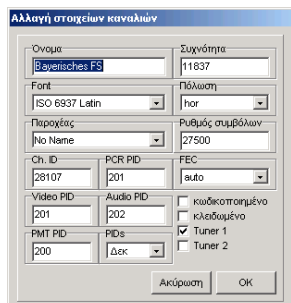 Αλλαγή στοιχείων καναλιών
Όνομα
Συχνότητα
Bayerisches FS
11837
Font
Πόλωση
ISO 6937 Latin
hor
Παροχέας
Ρυθμός συμβόλων
No Name
27500
Ch. ID
PCR PID
FEC
28107
201
auto
Video PID
Audio PID
κωδικοποιημένο
201
202
κλειδωμένο
PMT PID
PIDs
Tuner 1
200
Δεκ
Tuner 2
Ακύρωση
OK